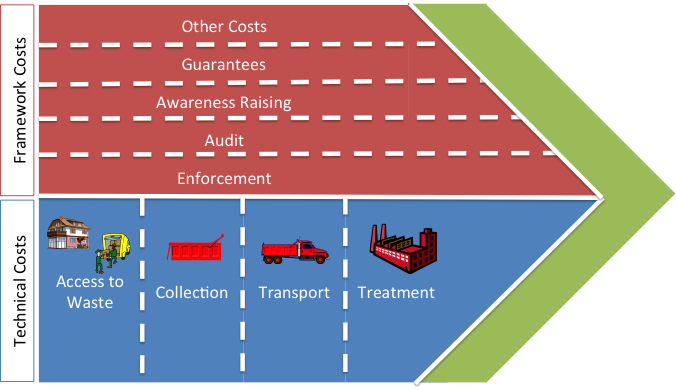 Framework Costs
Other Costs
Guarantees
Awareness Raising
Audit
Enforcement
Technical Costs
Access to
Waste
Collection
Transport
Treatment